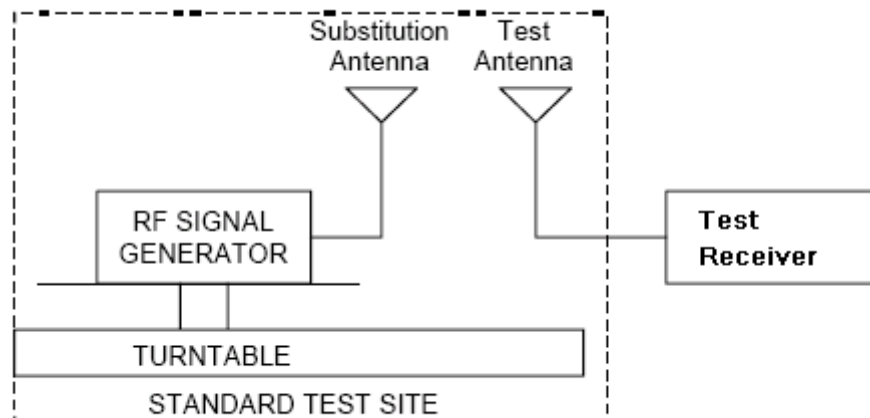 Substitution
Antenna
Test
Antenna
RF SIGNAL
GENERATOR
Test
Receiver
TURNTABLE
STANDARD TEST SITE